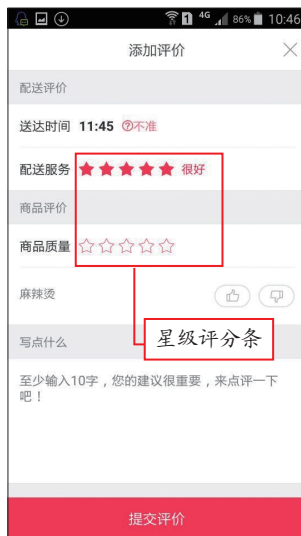 1 4G 86% 10:46
添加评价
配送评价
送达时间 11:45 ?不准
配送服务 很好
商品评价
商品质量
麻辣烫
星级评分条
写点什么
至少输入10字，您的建议很重要，来点评一下
吧！
提交评价